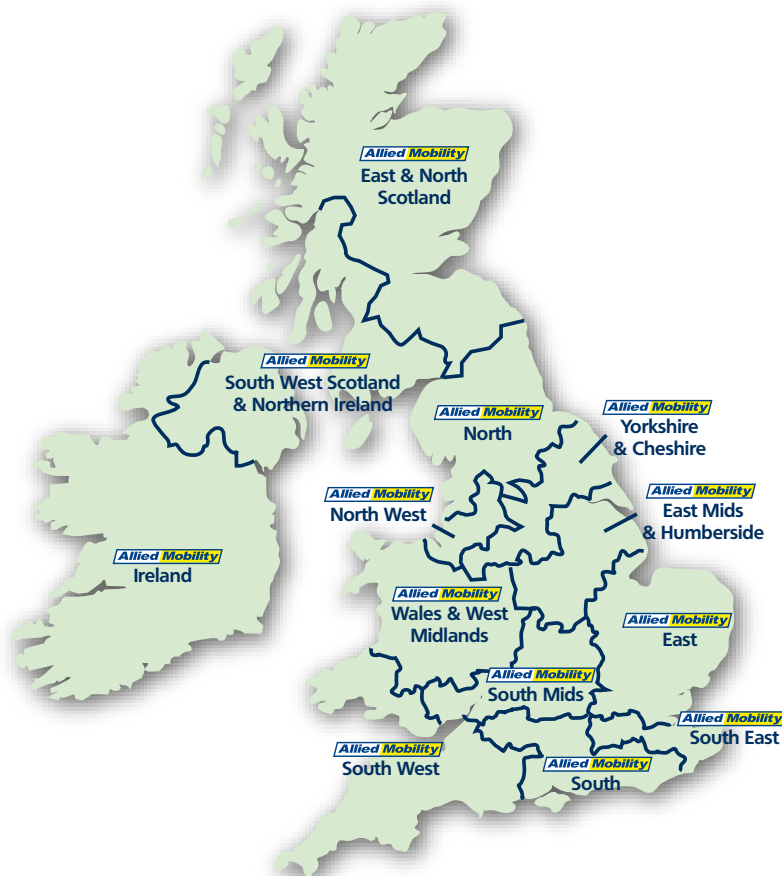 Allied Mobility
East & North
Scotland
Allied Mobility
South West Scotland
& Northern Ireland
Allied Mobility
North
Allied Mobility
Yorkshire
& Cheshire
Allied Mobility
North West
Allied Mobility
East Mids
& Humberside
Allied Mobility
Ireland
Allied Mobility
Wales & West
Midlands
Allied Mobility
East
Allied Mobility
South Mids
Allied Mobility
South East
Allied Mobility
South West
Allied Mobility
South